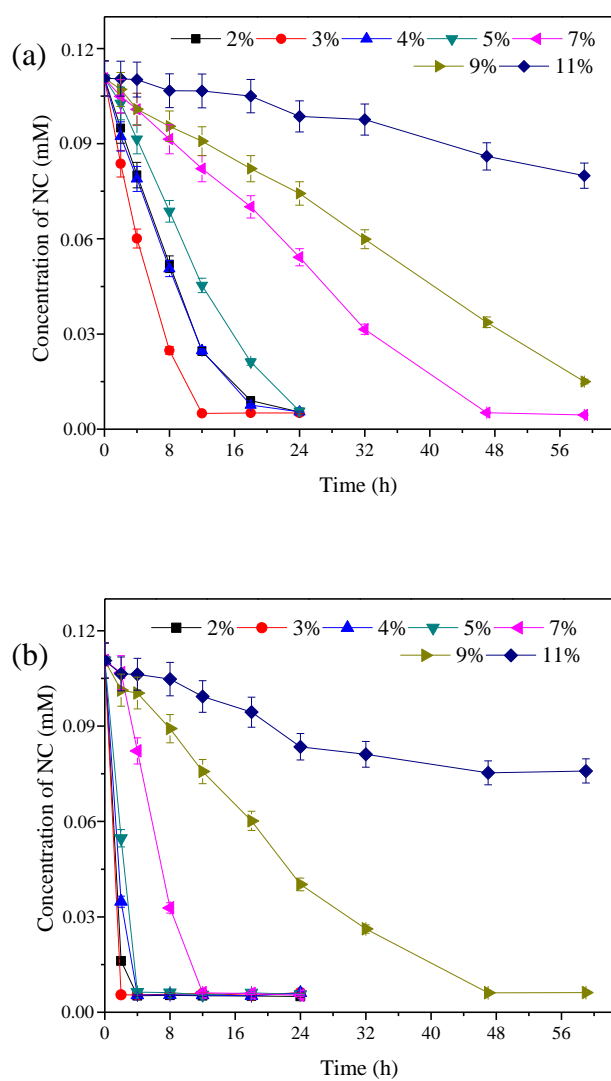 (a)
2% 3% 4% 5% 7%
9% 11%
0.12
0.09
0.06
0.03
0.00
Concentration of NC (mM)
0 8 16 24 32 40 48 56
Time (h)
(b)
2% 3% 4% 5% 7%
9% 11%
0.12
0.09
0.06
0.03
0.00
Concentration of NC (mM)
0 8 16 24 32 40 48 56
Time (h)